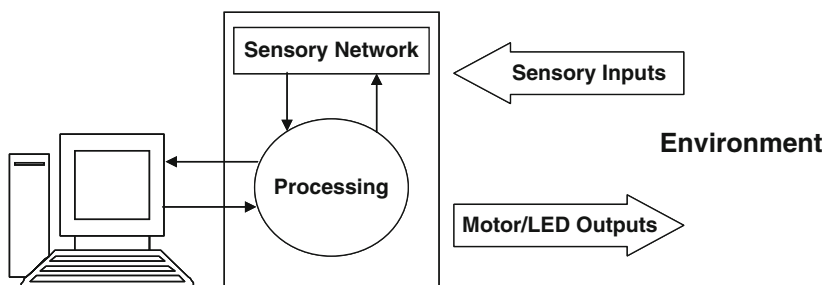 Sensory Network
Sensory Inputs
Environment
Processing
Motor/LED Outputs